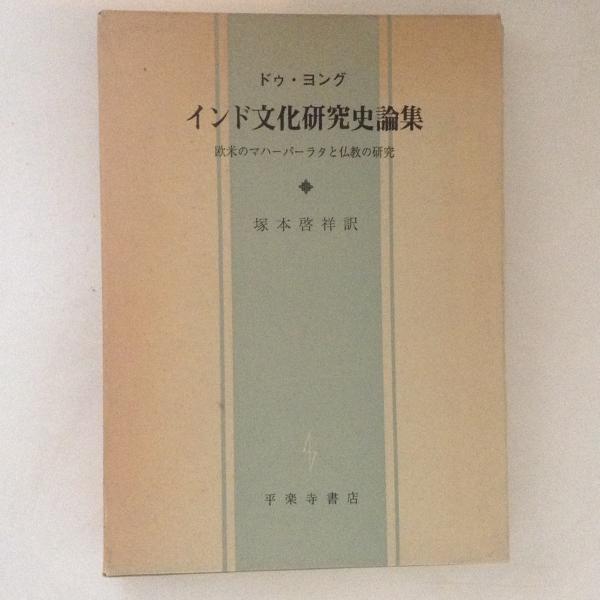 ドゥ・ヨング
インド文化研究史論集
欧米のマハーバーラタと仏教の研究
塚本啓祥訳
平楽寺書店